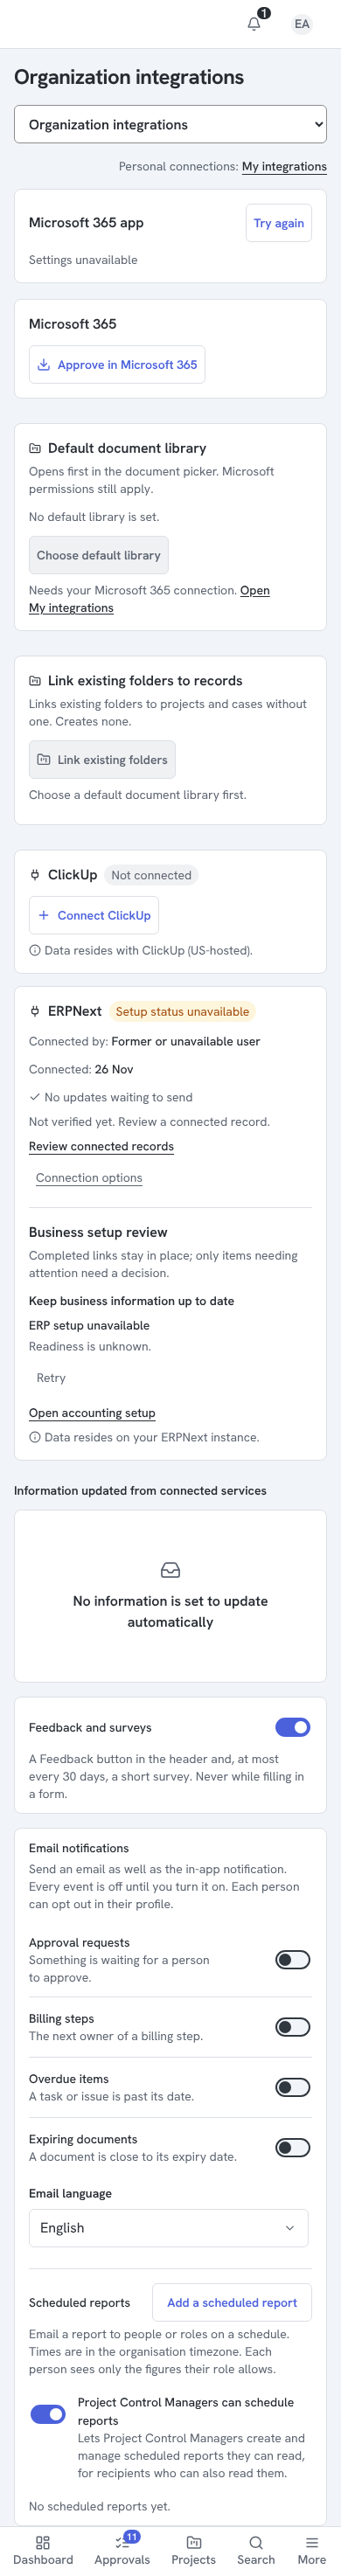 1
EA
Organization integrations
Organization integrations
Personal connections: My integrations
Microsoft 365 app
Try again
Settings unavailable
Microsoft 365
Approve in Microsoft 365
Default document library
Opens first in the document picker. Microsoft
permissions still apply.
No default library is set.
Choose default library
Needs your Microsoft 365 connection. Open
My integrations
Link existing folders to records
Links existing folders to projects and cases without
one. Creates none.
Link existing folders
Choose a default document library first.
ClickUp
Not connected
Connect ClickUp
Data resides with ClickUp (US-hosted).
ERPNext
Setup status unavailable
Connected by: Former or unavailable user
Connected: 26 Nov
No updates waiting to send
Not verified yet. Review a connected record.
Review connected records
Connection options
Business setup review
Completed links stay in place; only items needing
attention need a decision.
Keep business information up to date
ERP setup unavailable
Readiness is unknown.
Retry
Open accounting setup
Data resides on your ERPNext instance.
Information updated from connected services
No information is set to update
automatically
Feedback and surveys
A Feedback button in the header and, at most
every 30 days, a short survey. Never while filling in
a form.
Email notifications
Send an email as well as the in-app notification.
Every event is off until you turn it on. Each person
can opt out in their profile.
Approval requests
Something is waiting for a person
to approve.
Billing steps
The next owner of a billing step.
Overdue items
A task or issue is past its date.
Expiring documents
A document is close to its expiry date.
Email language
English
Scheduled reports
Add a scheduled report
Email a report to people or roles on a schedule.
Times are in the organisation timezone. Each
person sees only the figures their role allows.
Project Control Managers can schedule
reports
Lets Project Control Managers create and
manage scheduled reports they can read,
for recipients who can also read them.
No scheduled reports yet.
11
Dashboard
Approvals
Projects
Search
More